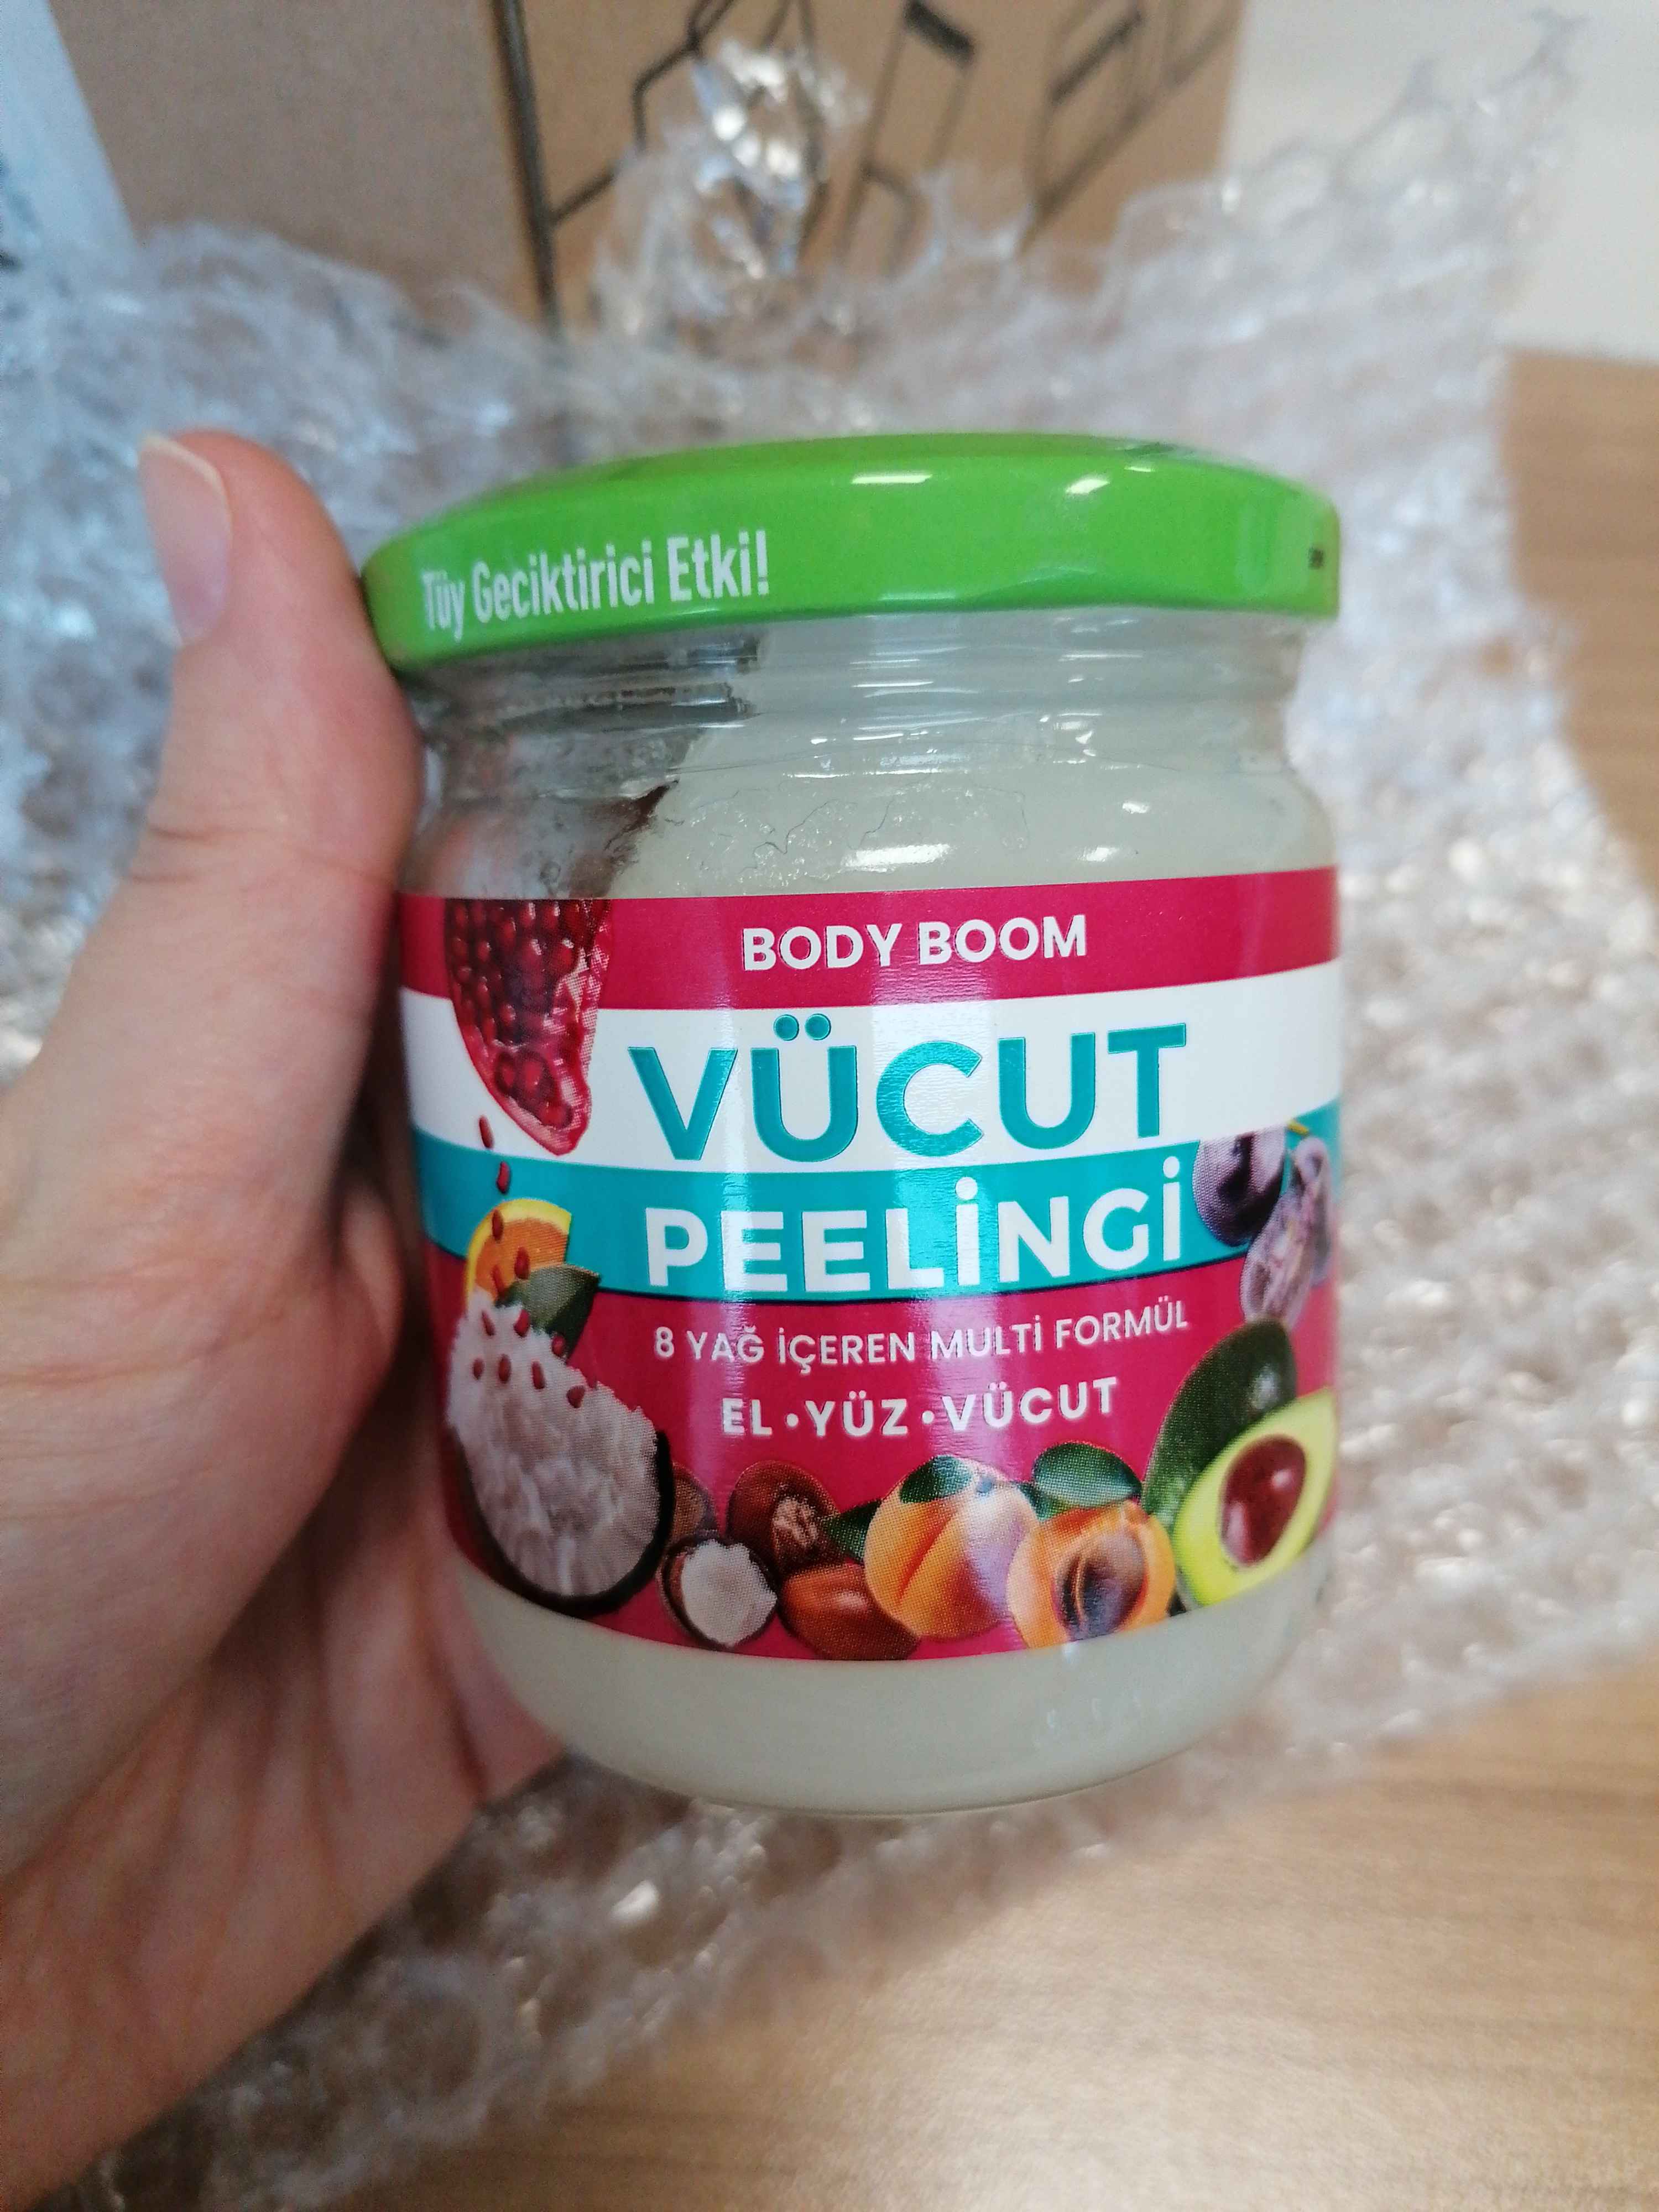 Tüy Geciktirici Etki!
BODY BOOM
VÜCUT
PEELİNGİ
8 YAĞ İÇEREN MULTİ FORMÜL
EL • YÜZ • VÜCUT